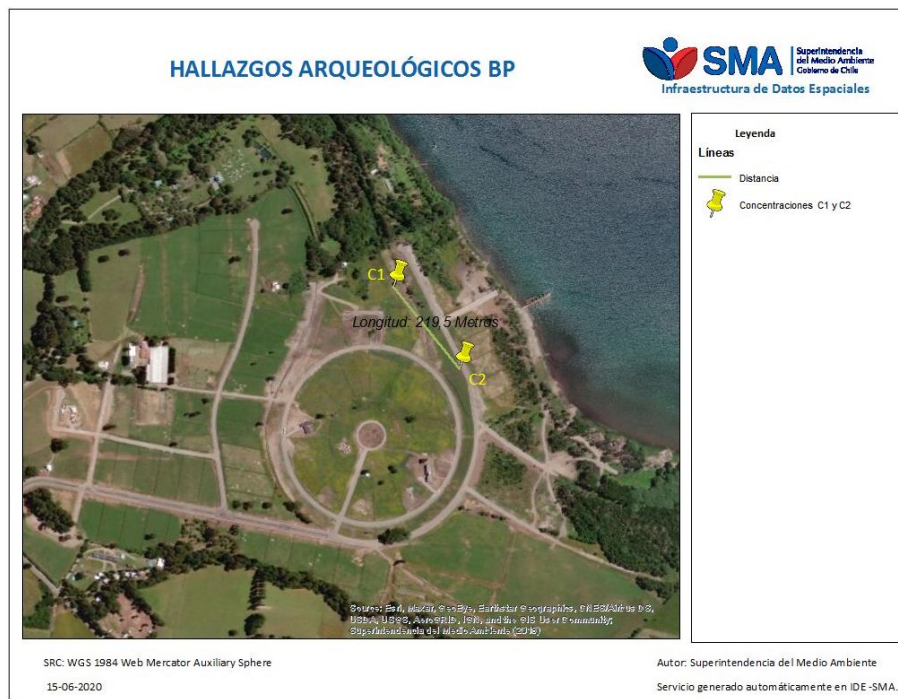 HALLAZGOS ARQUEOLÓGICOS BP
SMA
Superintendencia
del Medio Ambiente
Gobierno de Chile
Infraestructura de Datos Espaciales
Leyenda
Líneas
Distancia
Concentraciones C1 y C2
C1
Longitud: 219,5 Metros
C2
Source: Esri, Maxar, GeoEye, Earthstar Geographics, CNES/Airbus DS,
USDA, USGS, AeroGRID, IGN, and the GIS User Community;
Superintendencia del Medio Ambiente (2018)
SRC: WGS 1984 Web Mercator Auxiliary Sphere
15-06-2020
Autor: Superintendencia del Medio Ambiente
Servicio generado automáticamente en IDE -SMA.